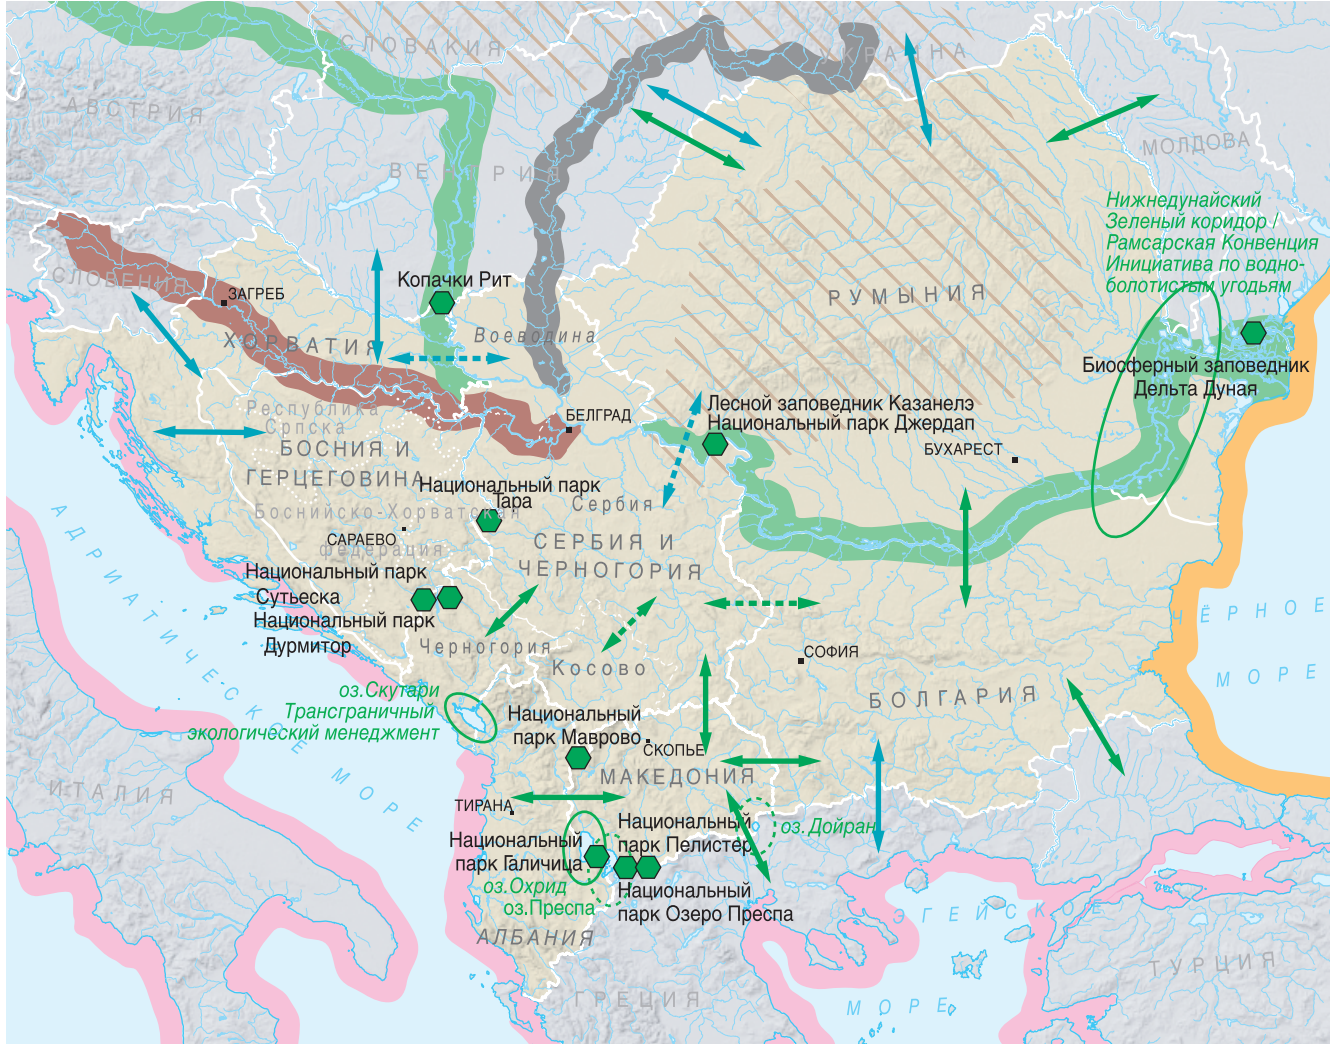 СЛОВАКИЯ
УКРАИНА
АВСТРИЯ
МОЛДОВА
ВЕНГРИЯ
Нижнедунайский
Зеленый коридор /
Рамсарская Конвенция
Инициатива по водно-
болотистым угодьям
СЛОВЕНИЯ
Копачки Рит
ЗАГРЕБ
РУМЫНИЯ
ХОРВАТИЯ
Воеводина
Биосферный заповедник
Дельта Дуная
Республика
Српска
БЕЛГРАД
Лесной заповедник Казанелэ
Национальный парк Джердап
БОСНИЯ И
ГЕРЦЕГОВИНА
БУХАРЕСТ
Национальный парк
Тара
Сербия
Боснийско-Хорватская
федерация
САРАЕВО
СЕРБИЯ И
ЧЕРНОГОРИЯ
Национальный парк
Сутьеска
Национальный парк
Дурмитор
ЧЁРНОЕ
МОРЕ
Черногория
Косово
СОФИЯ
БОЛГАРИЯ
АДРИАТИЧЕСКОЕ МОРЕ
оз.Скутари
Трансграничный
экологический менеджмент
Национальный
парк Маврово
СКОПЬЕ
МАКЕДОНИЯ
ИТАЛИЯ
ТИРАНА
Национальный
парк Пелистер
оз. Дойран
Национальный
парк Галичица
оз.Охрид
оз.Преспа
Национальный
парк Озеро Преспа
АЛБАНИЯ
ЭГЕЙСКОЕ
МОРЕ
ТУРЦИЯ
ГРЕЦИЯ